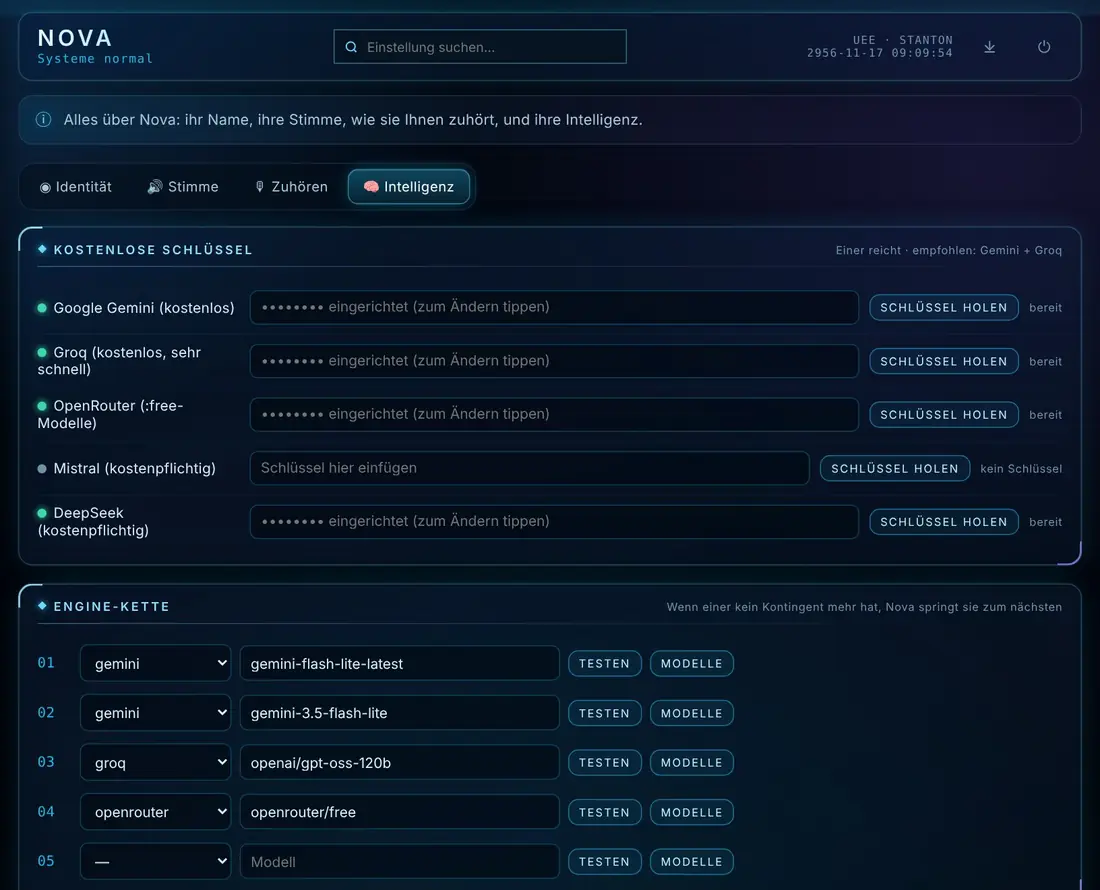 NOVA
Systeme normal
Einstellung suchen...
UEE · STANTON
2956-11-17 09:09:54
Alles über Nova: ihr Name, ihre Stimme, wie sie Ihnen zuhört, und ihre Intelligenz.
Identität
Stimme
Zuhören
Intelligenz
KOSTENLOSE SCHLÜSSEL
Einer reicht · empfohlen: Gemini + Groq
Google Gemini (kostenlos)
•••••••• eingerichtet (zum Ändern tippen)
SCHLÜSSEL HOLEN
bereit
Groq (kostenlos, sehr
schnell)
•••••••• eingerichtet (zum Ändern tippen)
SCHLÜSSEL HOLEN
bereit
OpenRouter (:free-
Modelle)
•••••••• eingerichtet (zum Ändern tippen)
SCHLÜSSEL HOLEN
bereit
Mistral (kostenpflichtig)
Schlüssel hier einfügen
SCHLÜSSEL HOLEN
kein Schlüssel
DeepSeek
(kostenpflichtig)
•••••••• eingerichtet (zum Ändern tippen)
SCHLÜSSEL HOLEN
bereit
ENGINE-KETTE
Wenn einer kein Kontingent mehr hat, Nova springt sie zum nächsten
01
gemini
gemini-flash-lite-latest
TESTEN
MODELLE
02
gemini
gemini-3.5-flash-lite
TESTEN
MODELLE
03
groq
openai/gpt-oss-120b
TESTEN
MODELLE
04
openrouter
openrouter/free
TESTEN
MODELLE
05
—
Modell
TESTEN
MODELLE